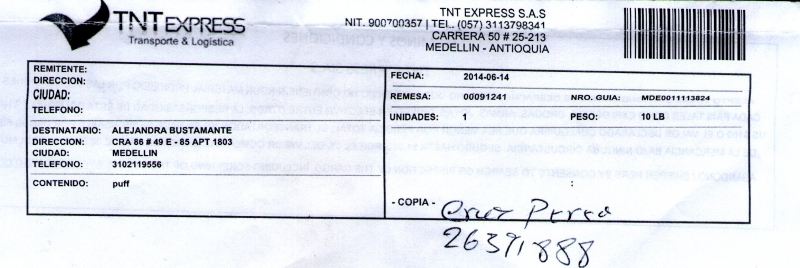 TNT EXPRESS
Transporte & Logistica
TNT EXPRESS S.A.S
NIT. 900700357 | TEL. (057) 3113798341
CARRERA 50 # 25-213
MEDELLIN - ANTIOQUIA
REMITENTE:
DIRECCION:
CIUDAD:
TELEFONO:
DESTINATARIO: ALEJANDRA BUSTAMANTE
DIRECCION: CRA 86 # 49 E - 85 APT 1803
CIUDAD: MEDELLIN
TELEFONO: 3102119556
CONTENIDO: puff
FECHA: 2014-06-14
REMESA: 00091241 NRO. GUIA: MDE0011113824
UNIDADES: 1 PESO: 10 LB
:
- COPIA - Cruz Perea
26391888